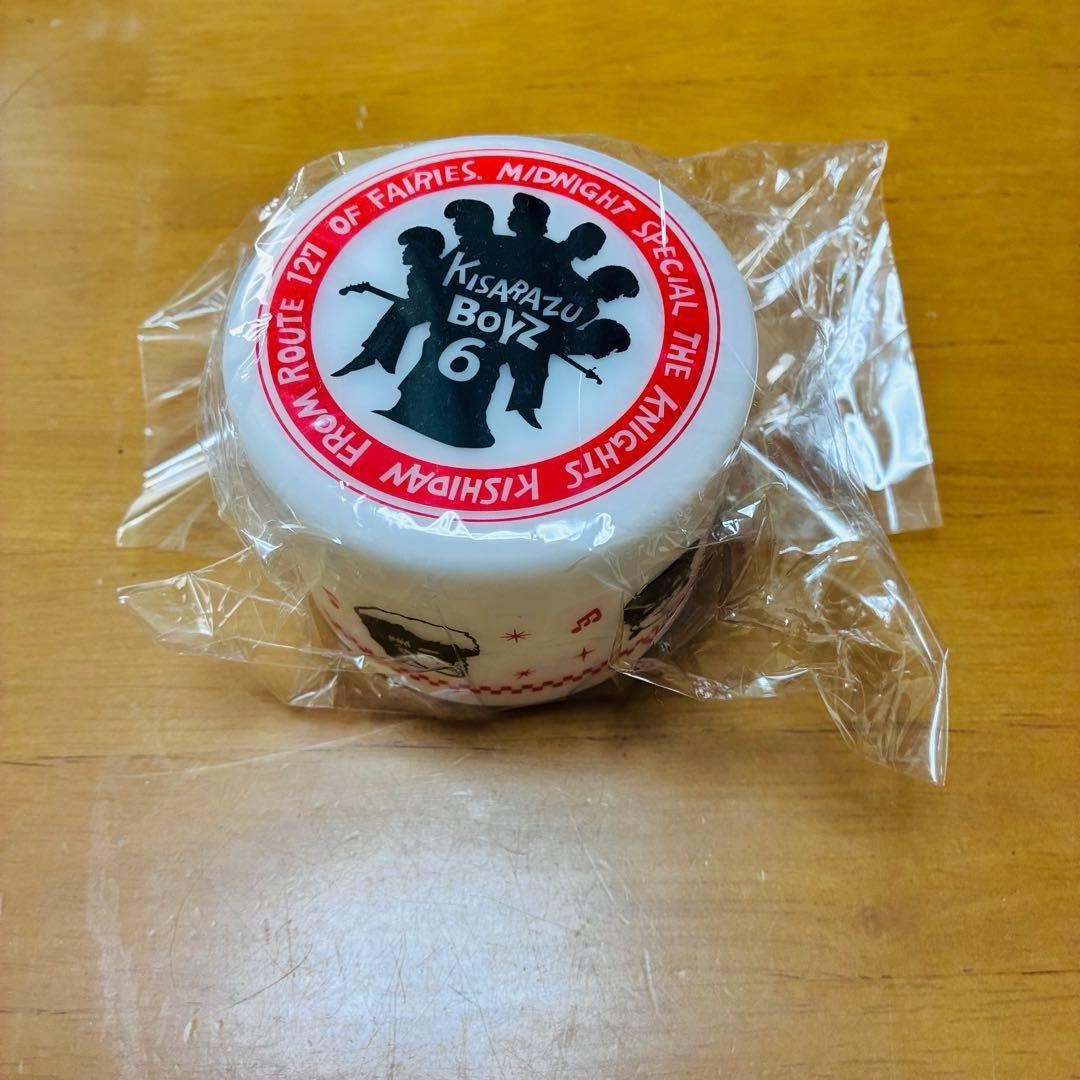 FROM ROUTE 127 OF FAIRIES. MIDNIGHT SPECIAL THE KNIGHTS KISHIDAN
KISARAZU
BOYZ
6